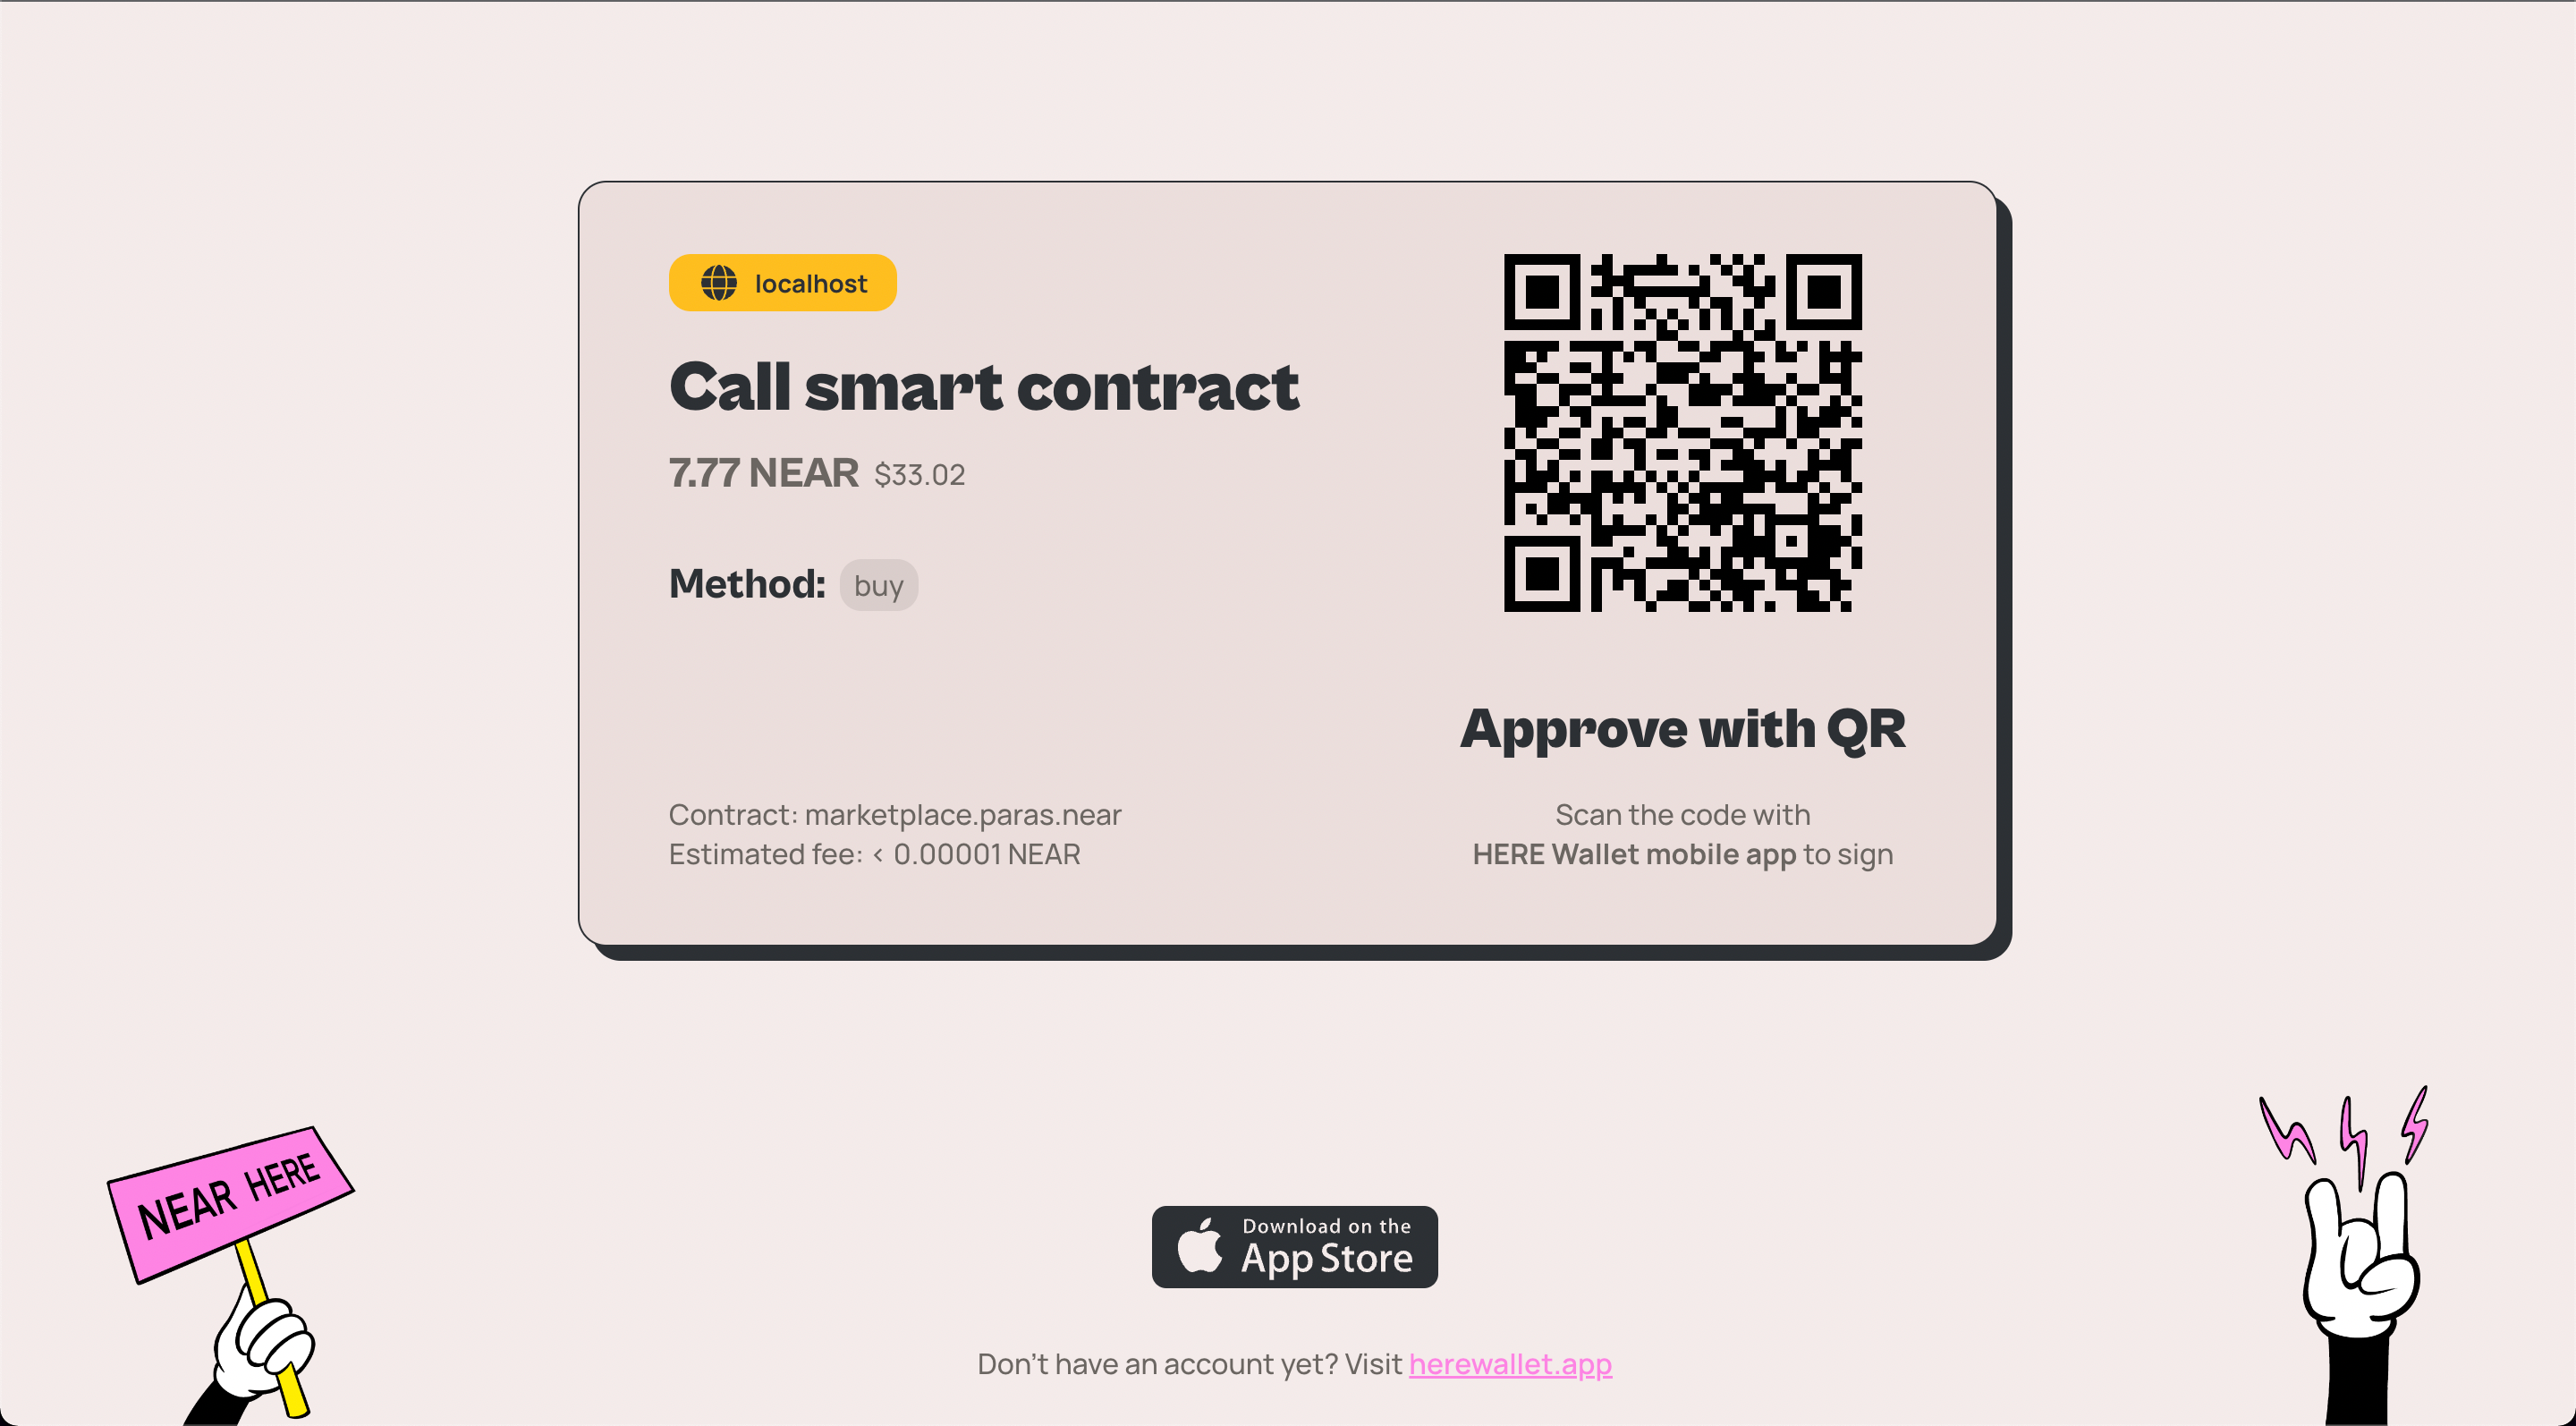 localhost
Call smart contract
7.77 NEAR $33.02
Method: buy
Contract: marketplace.paras.near
Estimated fee: < 0.00001 NEAR
Approve with QR
Scan the code with
HERE Wallet mobile app to sign
NEAR HERE
Download on the
App Store
Don't have an account yet? Visit herewallet.app